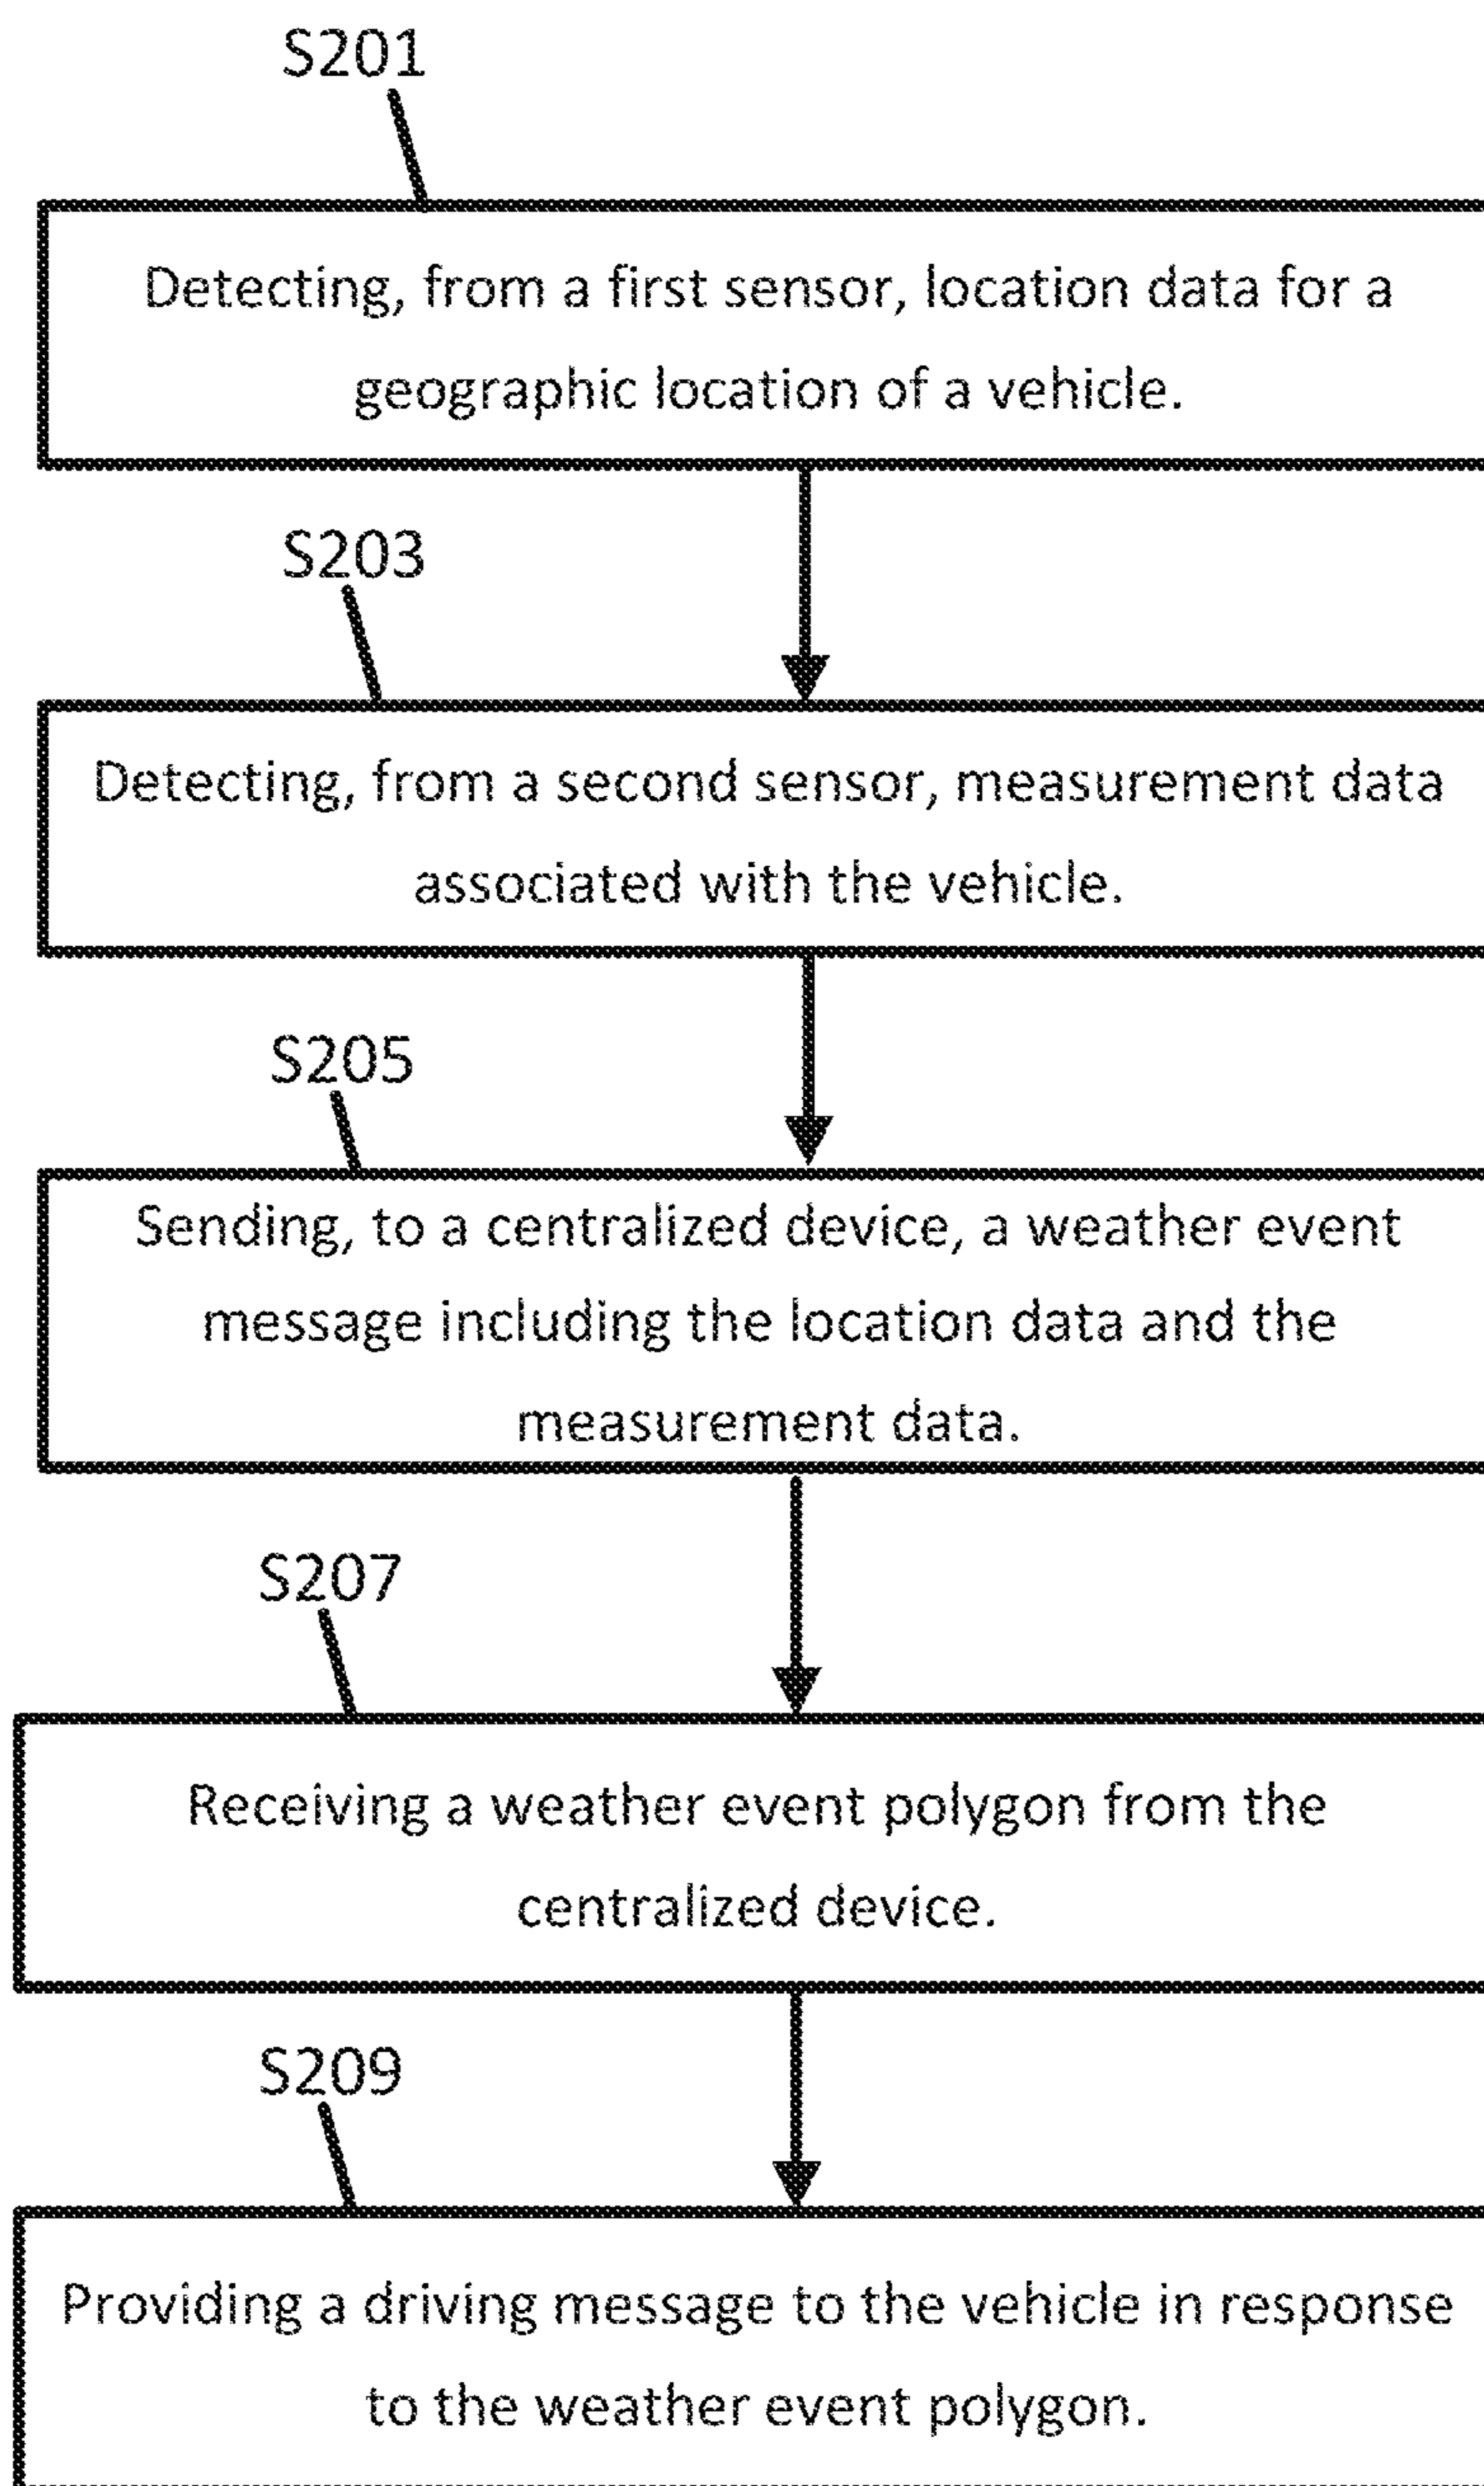 S201
Detecting, from a first sensor, location data for a
geographic location of a vehicle.
S203
Detecting, from a second sensor, measurement data
associated with the vehicle.
S205
Sending, to a centralized device, a weather event
message including the location data and the
measurement data.
S207
Receiving a weather event polygon from the
centralized device.
S209
Providing a driving message to the vehicle in response
to the weather event polygon.